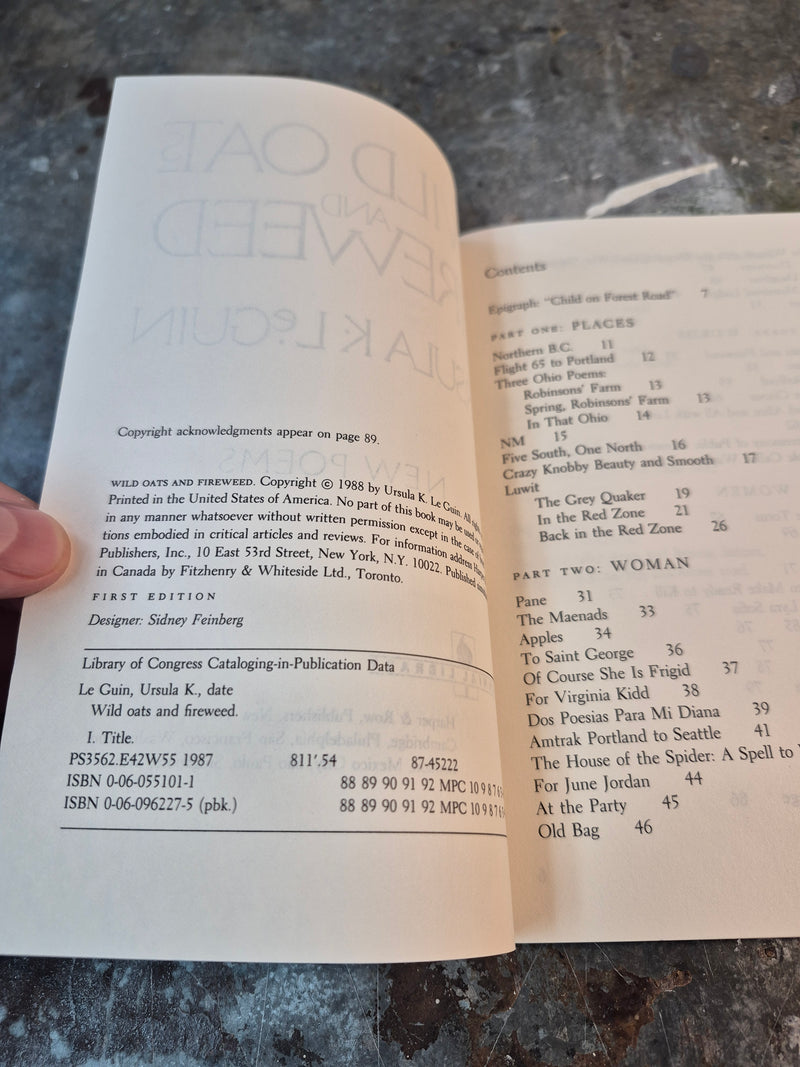 Copyright acknowledgments appear on page 89.
WILD OATS AND FIREWEED. Copyright © 1988 by Ursula K. Le Guin. All
Printed in the United States of America. No part of this book may be used
in any manner whatsoever without written permission except in the case of
tions embodied in critical articles and reviews. For information address
Publishers, Inc., 10 East 53rd Street, New York, N.Y. 10022. Published
in Canada by Fitzhenry & Whiteside Ltd., Toronto.
FIRST EDITION
Designer: Sidney Feinberg
Library of Congress Cataloging-in-Publication Data
Le Guin, Ursula K., date
Wild oats and fireweed.
I. Title.
PS3562.E42W55 1987 811'.54 87-45222
ISBN 0-06-055101-1 88 89 90 91 92 MPC 10 9 8 7 6
ISBN 0-06-096227-5 (pbk.) 88 89 90 91 92 MPC 10 9 8 7 6
Contents
Epigraph: "Child on Forest Road" 7
PART ONE: PLACES
Northern B.C. 11
Flight 65 to Portland 12
Three Ohio Poems:
Robinsons' Farm 13
Spring, Robinsons' Farm 13
In That Ohio 14
NM 15
Five South, One North 16
Crazy Knobby Beauty and Smooth 17
Luwit
The Grey Quaker 19
In the Red Zone 21
Back in the Red Zone 26
PART TWO: WOMAN
Pane 31
The Maenads 33
Apples 34
To Saint George 36
Of Course She Is Frigid 37
For Virginia Kidd 38
Dos Poesias Para Mi Diana 39
Amtrak Portland to Seattle 41
The House of the Spider: A Spell to
For June Jordan 44
At the Party 45
Old Bag 46